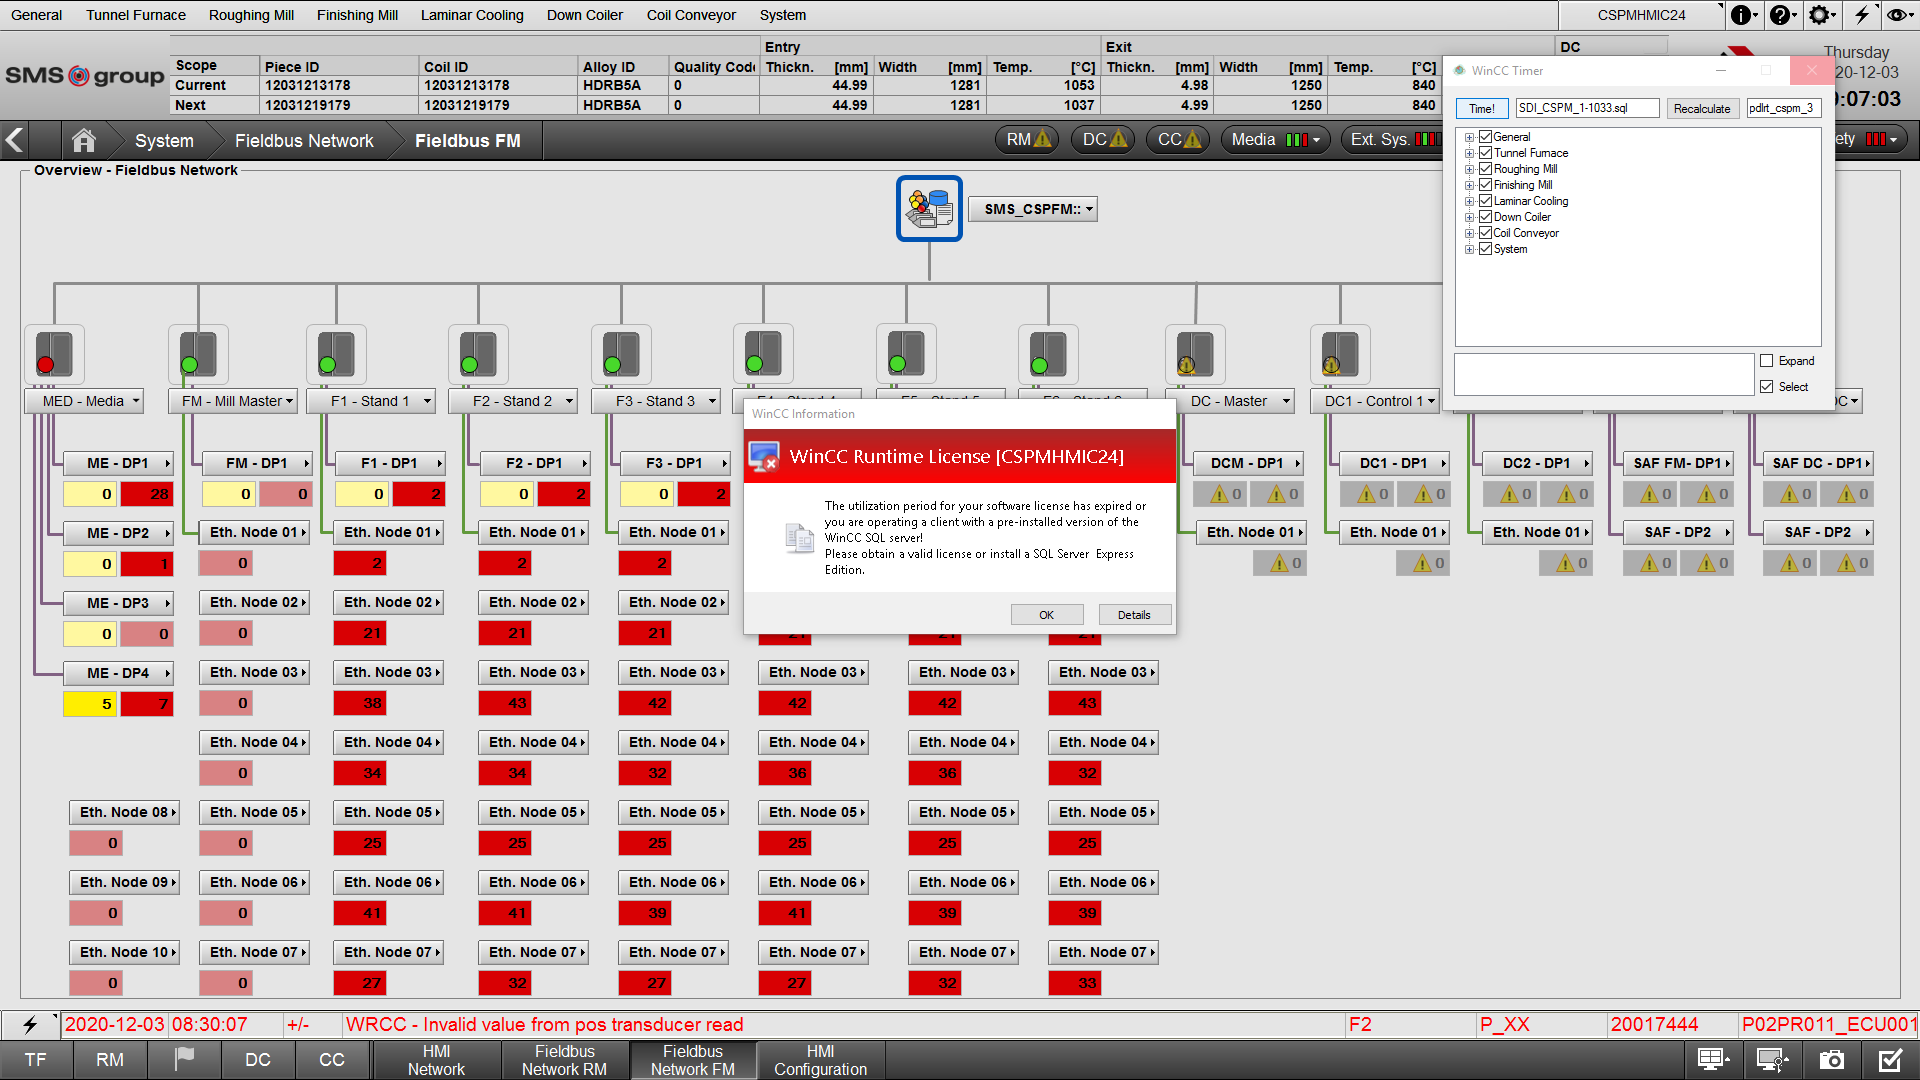 General Tunnel Furnace Roughing Mill Finishing Mill Laminar Cooling Down Coiler Coil Conveyor System CSPMHMIC24
SMS group
Entry Exit DC
Scope Piece ID Coil ID Alloy ID Quality Code Thickn. [mm] Width [mm] Temp. [°C] Thickn. [mm] Width [mm] Temp. [°C]
Current 12031213178 12031213178 HDRB5A 0 44.99 1281 1053 4.98 1250 840
Next 12031219179 12031219179 HDRB5A 0 44.99 1281 1037 4.99 1250 840
Thursday
20-12-03
:07:03
System Fieldbus Network Fieldbus FM RM DC CC Media Ext. Sys. ety
WinCC Timer
Time! SDI_CSPM_1-1033.sql Recalculate pdlrt_cspm_3
General
Tunnel Furnace
Roughing Mill
Finishing Mill
Laminar Cooling
Down Coiler
Coil Conveyor
System
Expand
Select
Overview - Fieldbus Network
SMS_CSPFM::
MED - Media FM - Mill Master F1 - Stand 1 F2 - Stand 2 F3 - Stand 3 DC - Master DC1 - Control 1 DC
ME - DP1 FM - DP1 F1 - DP1 F2 - DP1 F3 - DP1 DCM - DP1 DC1 - DP1 DC2 - DP1 SAF FM- DP1 SAF DC - DP1
0 28 0 0 0 2 0 2 0 2 0 0 0 0 0 0 0 0 0 0
ME - DP2 Eth. Node 01 Eth. Node 01 Eth. Node 01 Eth. Node 01 Eth. Node 01 Eth. Node 01 Eth. Node 01 SAF - DP2 SAF - DP2
0 1 0 2 2 2 0 0 0 0 0 0 0
ME - DP3 Eth. Node 02 Eth. Node 02 Eth. Node 02 Eth. Node 02
0 0 0 21 21 21 21 21 21
ME - DP4 Eth. Node 03 Eth. Node 03 Eth. Node 03 Eth. Node 03 Eth. Node 03 Eth. Node 03 Eth. Node 03
5 7 0 38 43 42 42 42 43
Eth. Node 04 Eth. Node 04 Eth. Node 04 Eth. Node 04 Eth. Node 04 Eth. Node 04 Eth. Node 04
0 34 34 32 36 36 32
Eth. Node 08 Eth. Node 05 Eth. Node 05 Eth. Node 05 Eth. Node 05 Eth. Node 05 Eth. Node 05 Eth. Node 05
0 0 25 25 25 25 25 25
Eth. Node 09 Eth. Node 06 Eth. Node 06 Eth. Node 06 Eth. Node 06 Eth. Node 06 Eth. Node 06 Eth. Node 06
0 0 41 41 39 41 39 39
Eth. Node 10 Eth. Node 07 Eth. Node 07 Eth. Node 07 Eth. Node 07 Eth. Node 07 Eth. Node 07 Eth. Node 07
0 0 27 32 27 27 32 33
WinCC Information
WinCC Runtime License [CSPMHMIC24]
The utilization period for your software license has expired or
you are operating a client with a pre-installed version of the
WinCC SQL server!
Please obtain a valid license or install a SQL Server Express
Edition.
OK Details
2020-12-03 08:30:07 +/- WRCC - Invalid value from pos transducer read F2 P_XX 20017444 P02PR011_ECU001
TF RM DC CC HMI Network Fieldbus Network RM Fieldbus Network FM HMI Configuration